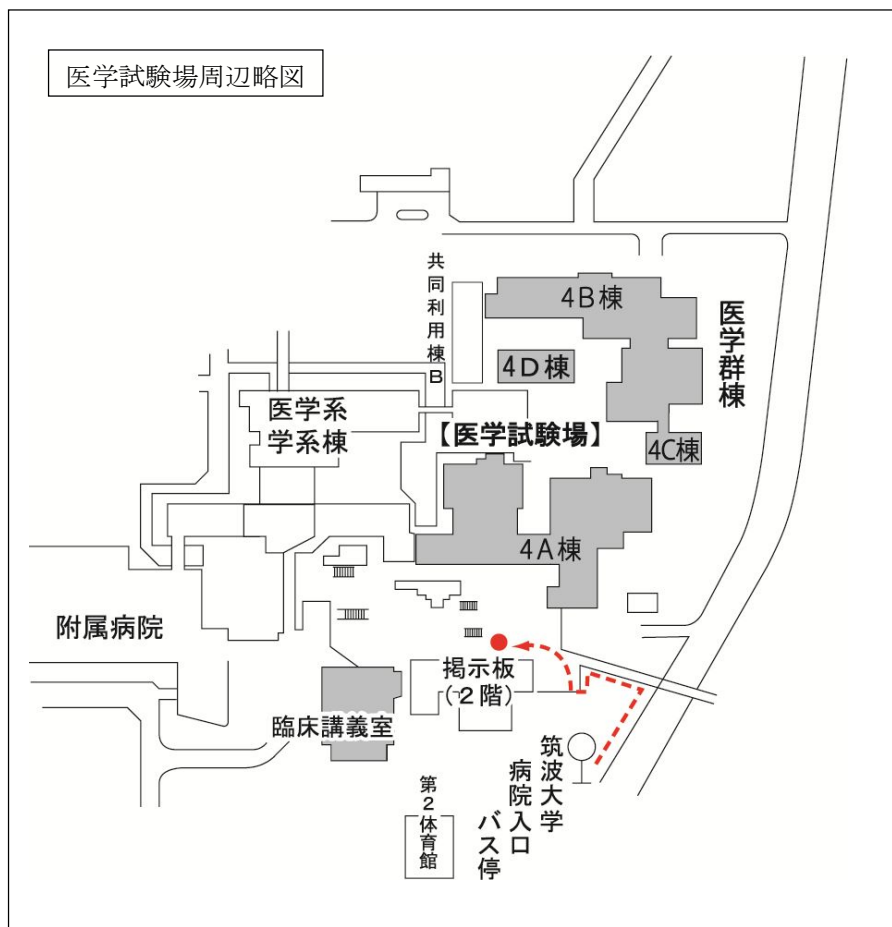 医学試験場周辺略図
共同利用棟B
4B棟
医学群棟
4D棟
医学系
学系棟
【医学試験場】
4C棟
4A棟
附属病院
掲示板
(2階)
臨床講義室
筑波大学
病院入口
バス停
第2体育館